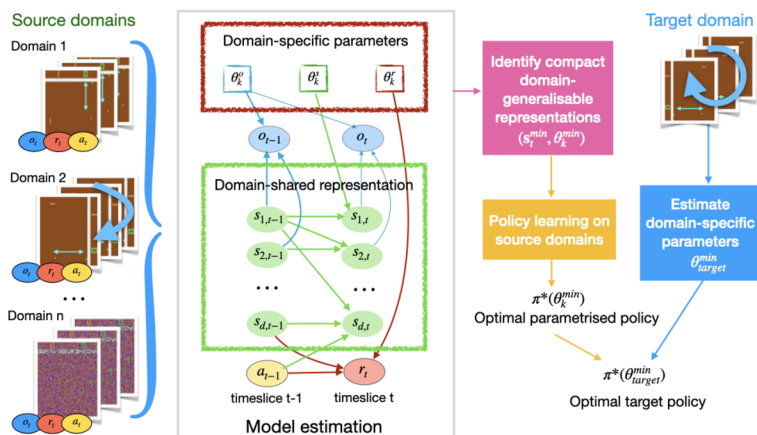 Source domains
Domain 1
o_t r_t a_t
Domain 2
o_t r_t a_t
...
Domain n
o_t r_t a_t
Domain-specific parameters
θ_k^o θ_k^s θ_k^r
o_{t-1} o_t
Domain-shared representation
s_{1,t-1} s_{1,t}
s_{2,t-1} s_{2,t}
... ...
s_{d,t-1} s_{d,t}
a_{t-1} r_t
timeslice t-1 timeslice t
Model estimation
Identify compact
domain-
generalisable
representations
(s_t^{min}, θ_k^{min})
Policy learning on
source domains
π*(θ_k^{min})
Optimal parametrised policy
Target domain
Estimate
domain-specific
parameters
θ_{target}^{min}
π*(θ_{target}^{min})
Optimal target policy